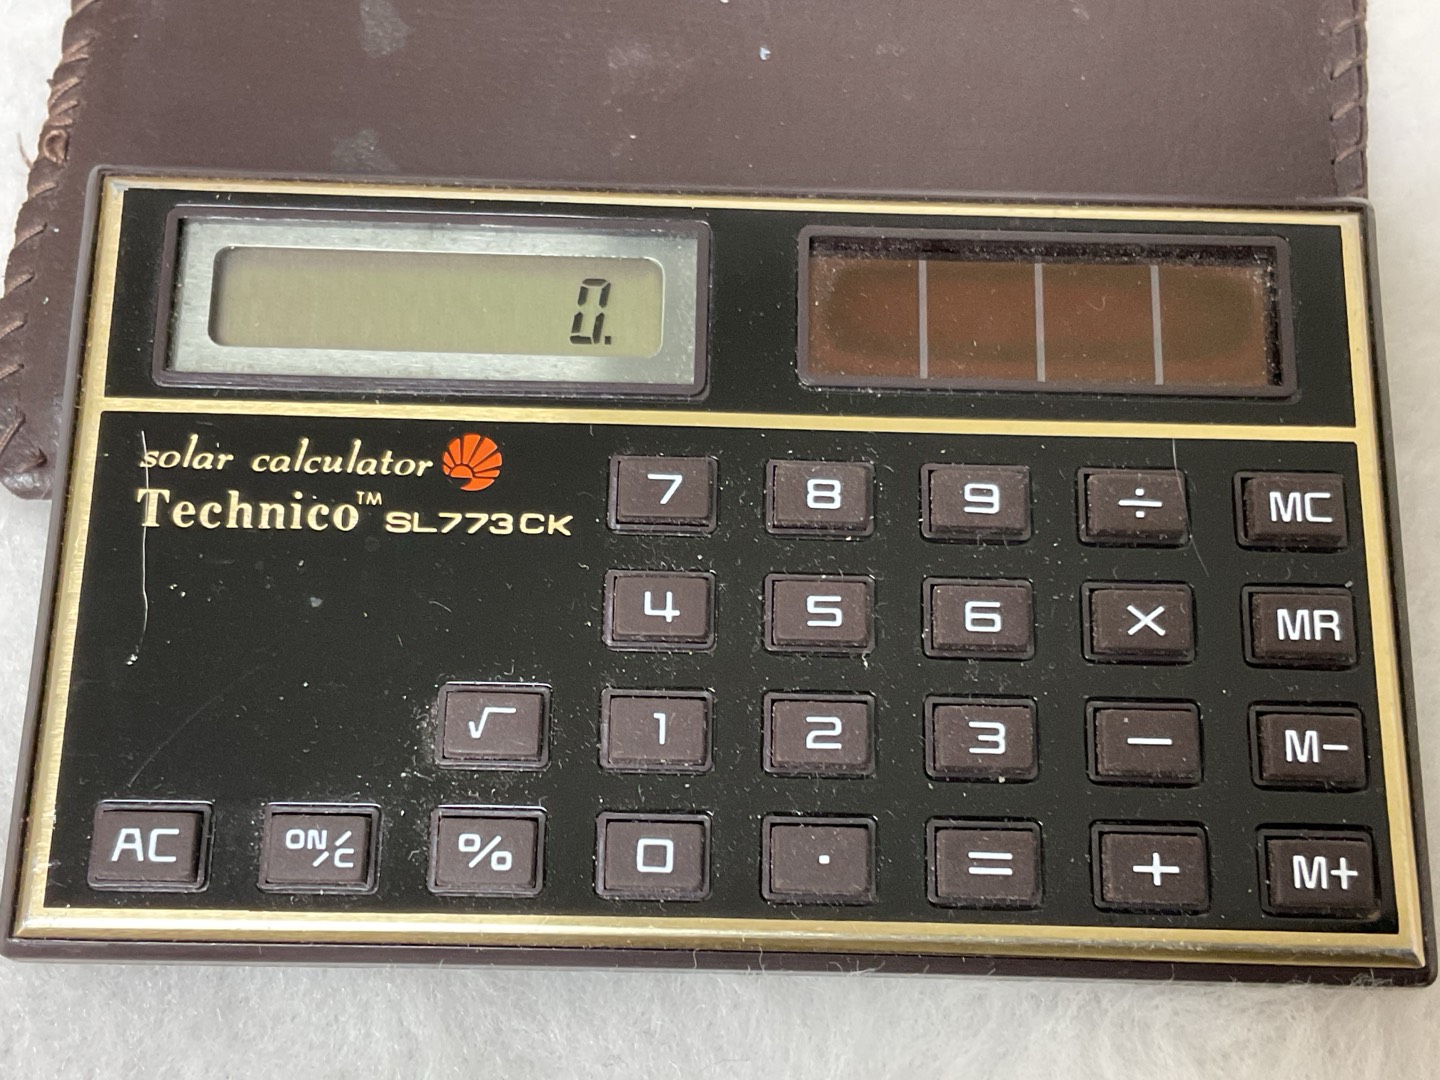 0.
solar calculator
Technico™ SL773CK
7 8 9 ÷ MC
4 5 6 × MR
√ 1 2 3 − M−
AC ON/C % 0 · = + M+